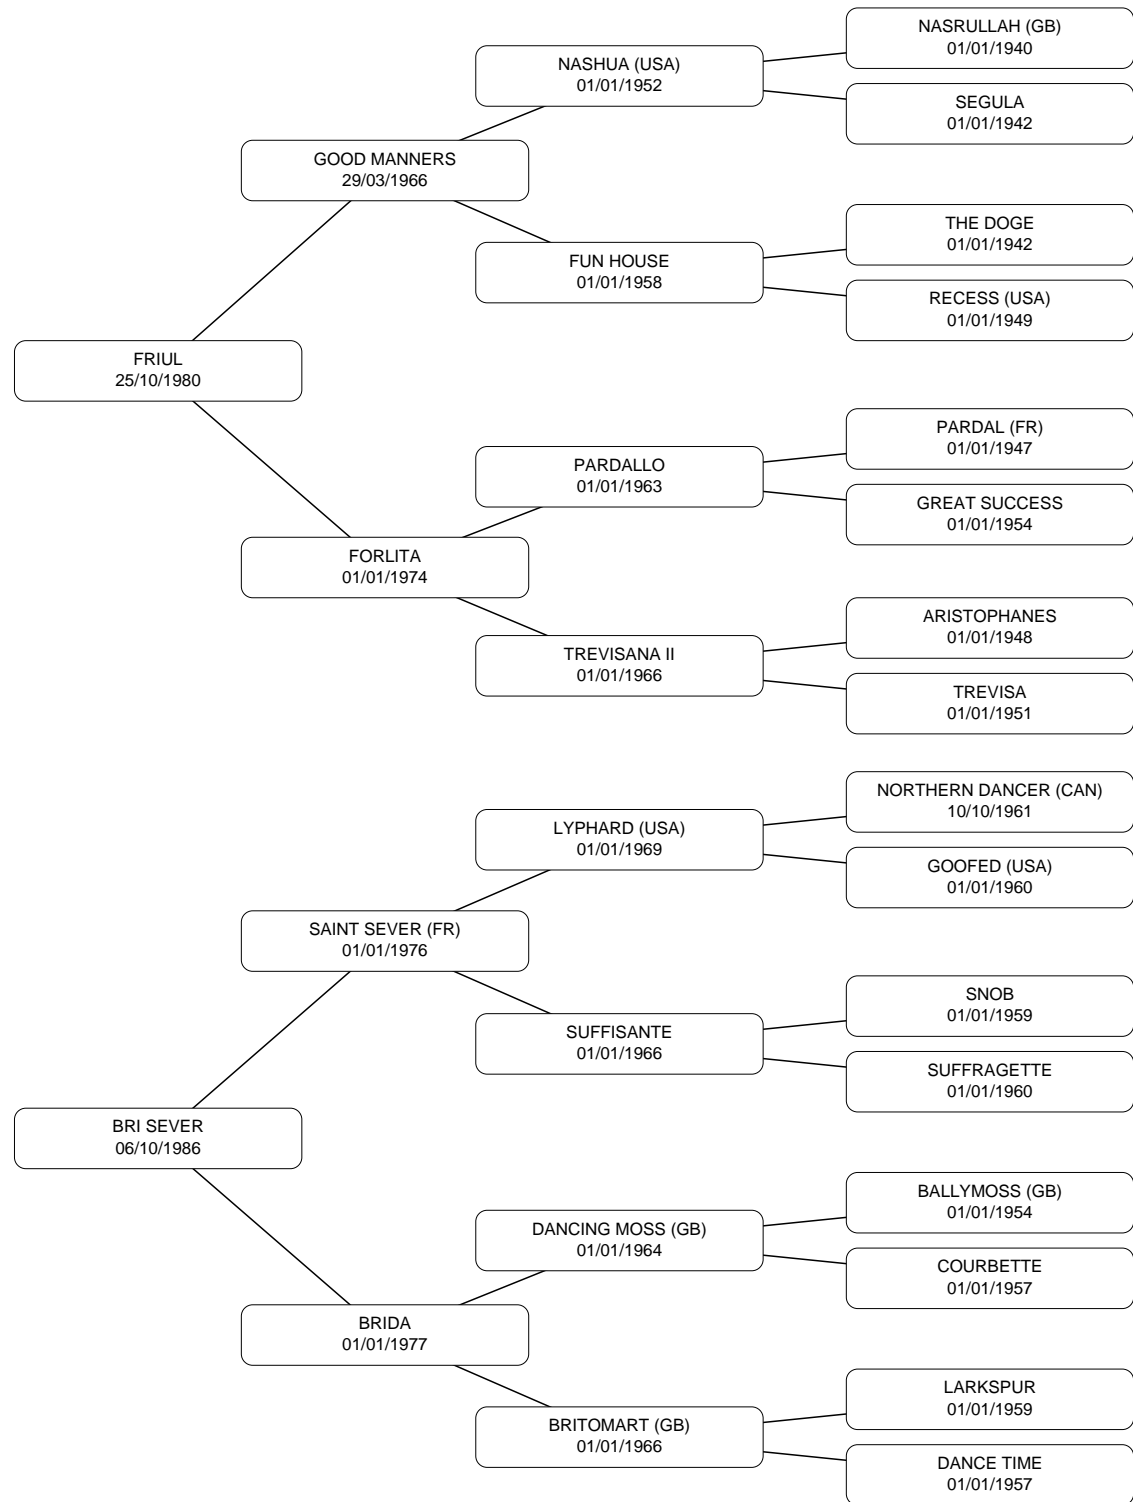 NASRULLAH (GB)
01/01/1940
NASHUA (USA)
01/01/1952
SEGULA
01/01/1942
GOOD MANNERS
29/03/1966
THE DOGE
01/01/1942
FUN HOUSE
01/01/1958
RECESS (USA)
01/01/1949
FRIUL
25/10/1980
PARDAL (FR)
01/01/1947
PARDALLO
01/01/1963
GREAT SUCCESS
01/01/1954
FORLITA
01/01/1974
ARISTOPHANES
01/01/1948
TREVISANA II
01/01/1966
TREVISA
01/01/1951
NORTHERN DANCER (CAN)
10/10/1961
LYPHARD (USA)
01/01/1969
GOOFED (USA)
01/01/1960
SAINT SEVER (FR)
01/01/1976
SNOB
01/01/1959
SUFFISANTE
01/01/1966
SUFFRAGETTE
01/01/1960
BRI SEVER
06/10/1986
BALLYMOSS (GB)
01/01/1954
DANCING MOSS (GB)
01/01/1964
COURBETTE
01/01/1957
BRIDA
01/01/1977
LARKSPUR
01/01/1959
BRITOMART (GB)
01/01/1966
DANCE TIME
01/01/1957